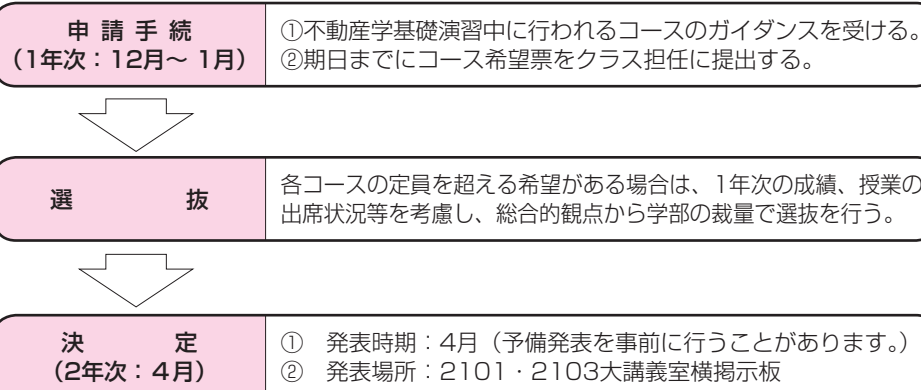 申請手続
（1年次：12月〜1月）
①不動産学基礎演習中に行われるコースのガイダンスを受ける。
②期日までにコース希望票をクラス担任に提出する。
選抜
各コースの定員を超える希望がある場合は、1年次の成績、授業の
出席状況等を考慮し、総合的観点から学部の裁量で選抜を行う。
決定
（2年次：4月）
①　発表時期：4月（予備発表を事前に行うことがあります。）
②　発表場所：2101・2103大講義室横掲示板